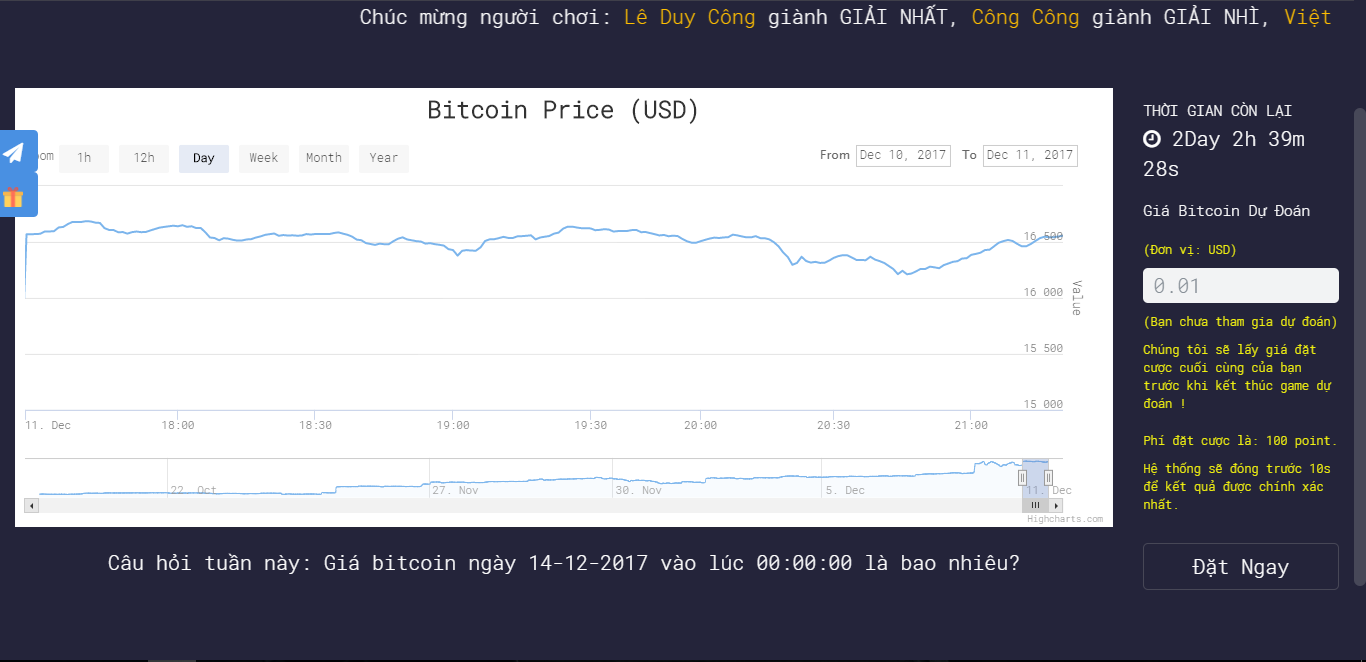 Chúc mừng người chơi: Lê Duy Công giành GIẢI NHẤT, Công Công giành GIẢI NHÌ, Việt
Bitcoin Price (USD)
1h 12h Day Week Month Year
From Dec 10, 2017 To Dec 11, 2017
16 500
16 000
15 500
15 000
Value
11. Dec 18:00 18:30 19:00 19:30 20:00 20:30 21:00
22. Oct 27. Nov 30. Nov 5. Dec 11. Dec
Highcharts.com
Câu hỏi tuần này: Giá bitcoin ngày 14-12-2017 vào lúc 00:00:00 là bao nhiêu?
THỜI GIAN CÒN LẠI
2Day 2h 39m
28s
Giá Bitcoin Dự Đoán
(Đơn vị: USD)
0.01
(Bạn chưa tham gia dự đoán)
Chúng tôi sẽ lấy giá đặt
cược cuối cùng của bạn
trước khi kết thúc game dự
đoán !
Phí đặt cược là: 100 point.
Hệ thống sẽ đóng trước 10s
để kết quả được chính xác
nhất.
Đặt Ngay